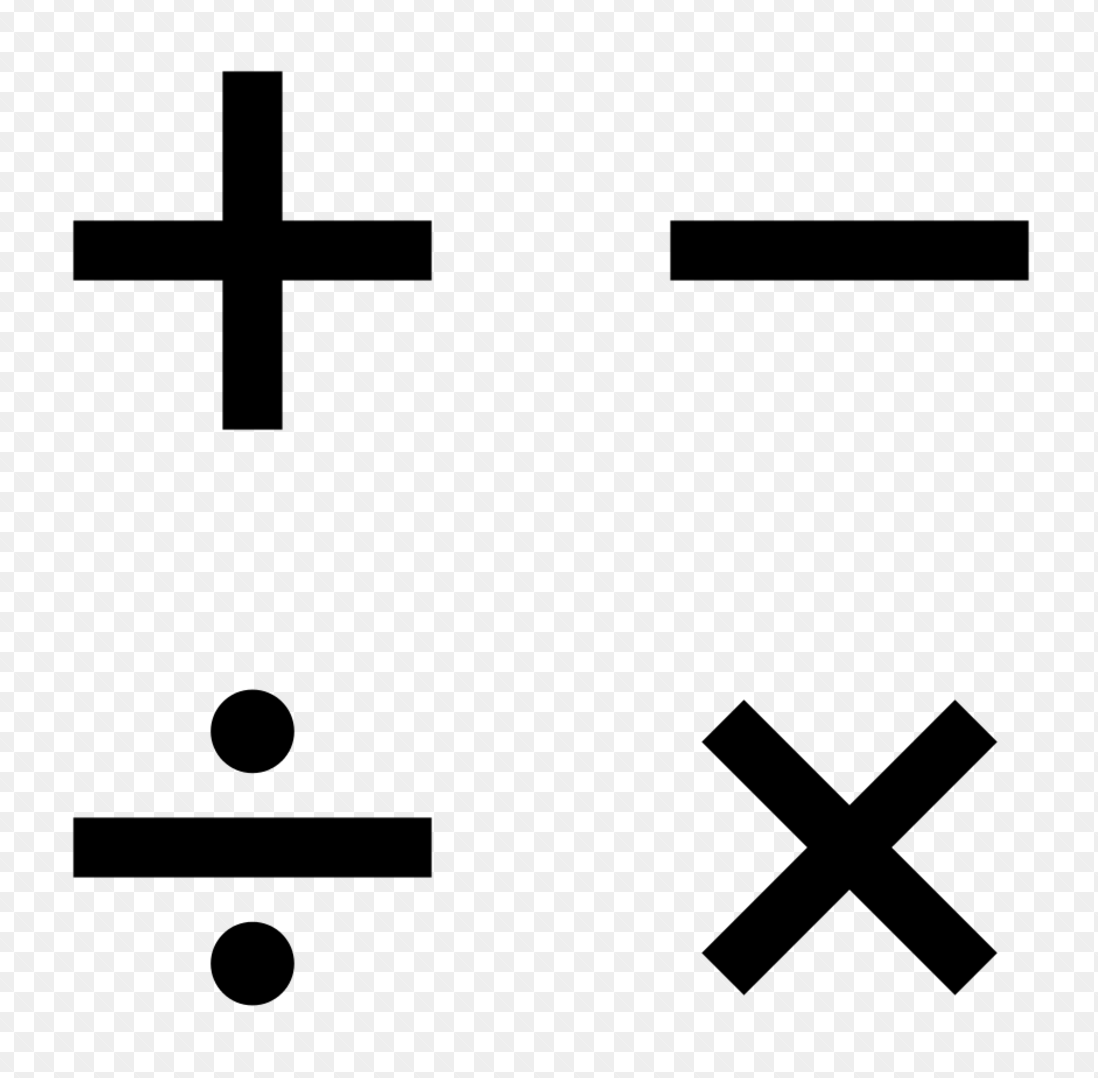 + −
÷ ×